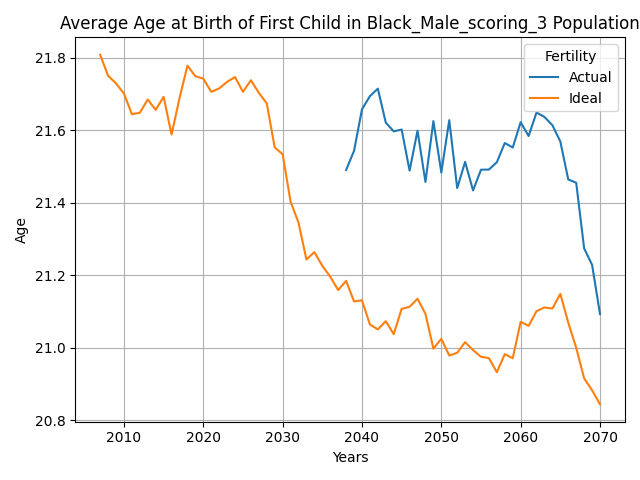 Average Age at Birth of First Child in Black_Male_scoring_3 Population
Fertility
Actual
Ideal
Age
21.8
21.6
21.4
21.2
21.0
20.8
2010 2020 2030 2040 2050 2060 2070
Years